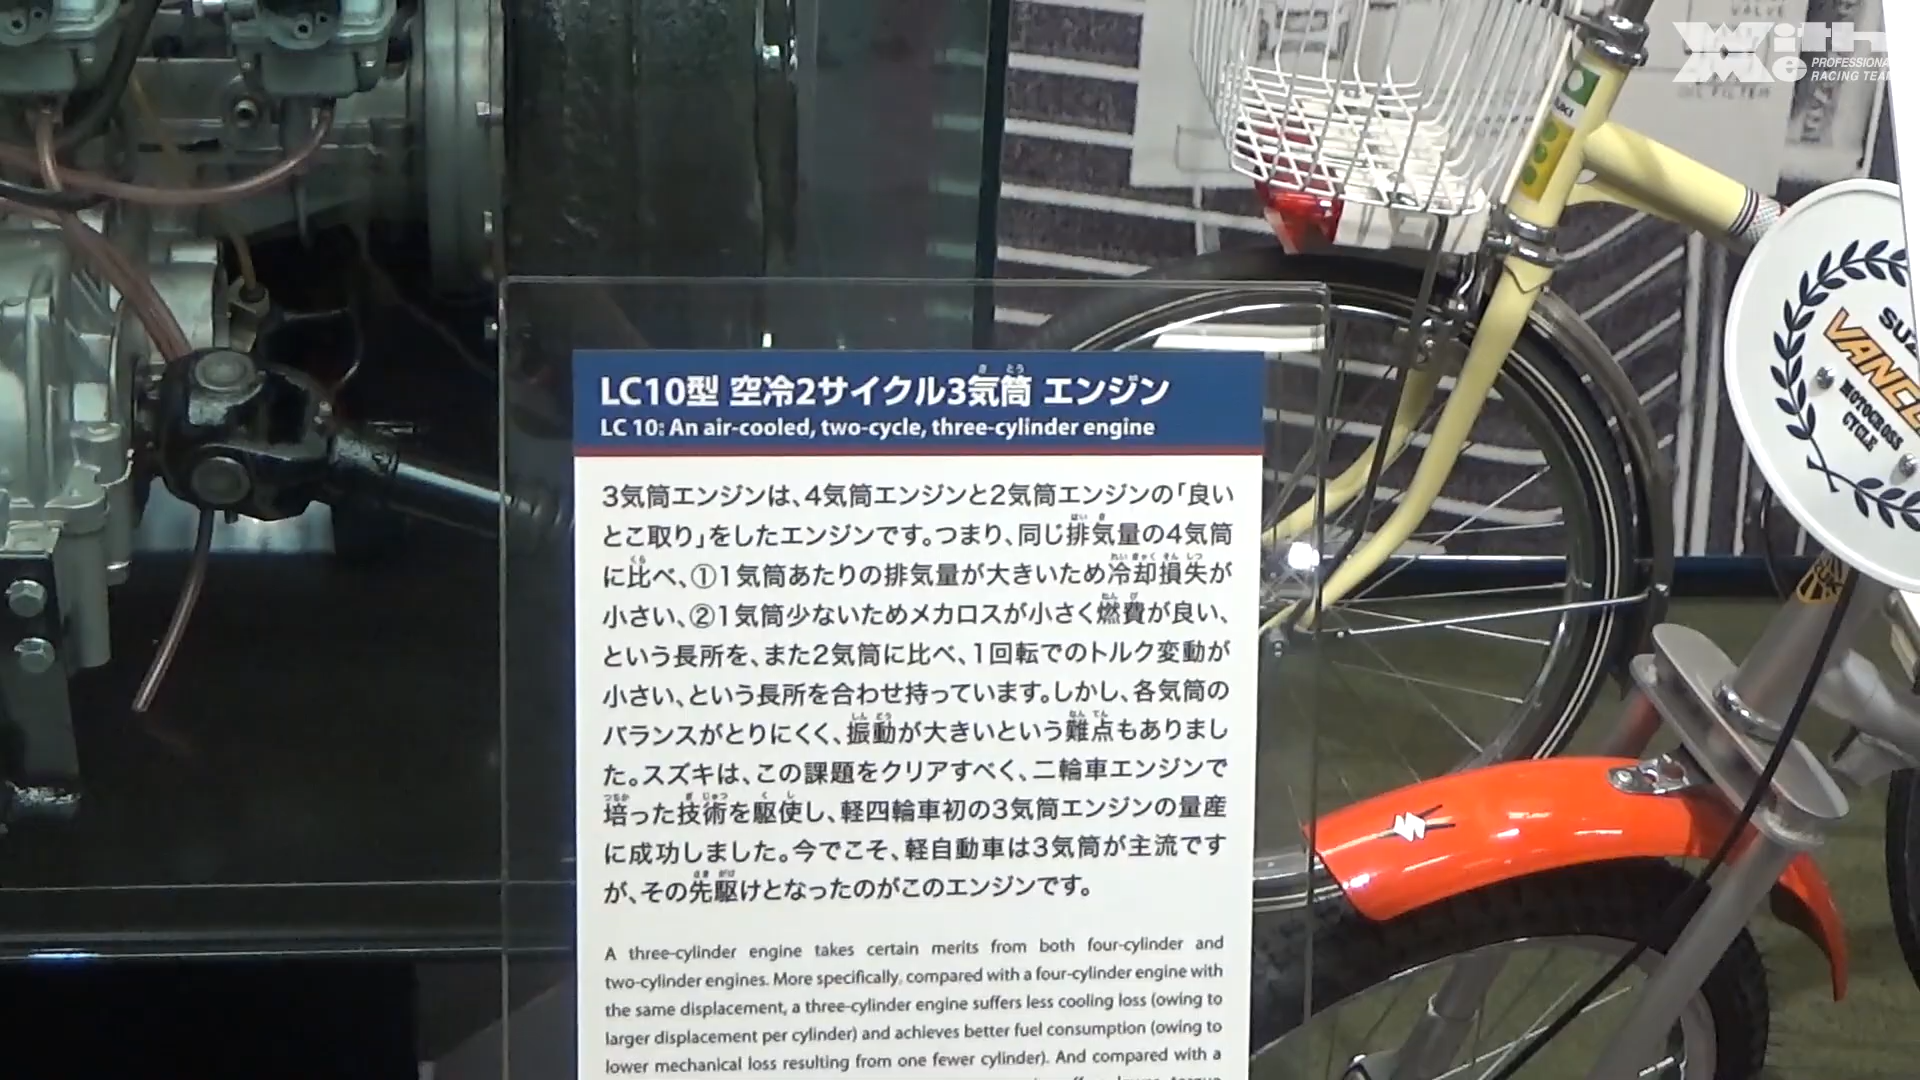 With
Me
PROFESSIONA
RACING TEA
VALVE
OIL FILTER
SUZ
VANC
MOTOCROSS
CYCLE
LC10型 空冷2サイクル3気筒 エンジン
LC 10: An air-cooled, two-cycle, three-cylinder engine
3気筒エンジンは、4気筒エンジンと2気筒エンジンの「良い
とこ取り」をしたエンジンです。つまり、同じ排気量の4気筒
に比べ、①1気筒あたりの排気量が大きいため冷却損失が
小さい、②1気筒少ないためメカロスが小さく燃費が良い、
という長所を、また2気筒に比べ、1回転でのトルク変動が
小さい、という長所を合わせ持っています。しかし、各気筒の
バランスがとりにくく、振動が大きいという難点もありまし
た。スズキは、この課題をクリアすべく、二輪車エンジンで
培った技術を駆使し、軽四輪車初の3気筒エンジンの量産
に成功しました。今でこそ、軽自動車は3気筒が主流です
が、その先駆けとなったのがこのエンジンです。
A three-cylinder engine takes certain merits from both four-cylinder and
two-cylinder engines. More specifically, compared with a four-cylinder engine with
the same displacement, a three-cylinder engine suffers less cooling loss (owing to
larger displacement per cylinder) and achieves better fuel consumption (owing to
lower mechanical loss resulting from one fewer cylinder). And compared with a